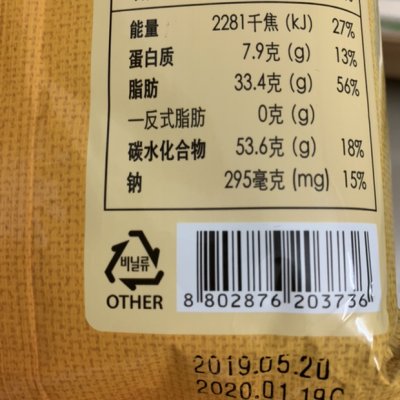 能量 2281千焦 (kJ) 27%
蛋白质 7.9克 (g) 13%
脂肪 33.4克 (g) 56%
—反式脂肪 0克 (g)
碳水化合物 53.6克 (g) 18%
钠 295毫克 (mg) 15%
비닐류
OTHER
8 802876 203736
2019.05.20
2020.01.19C